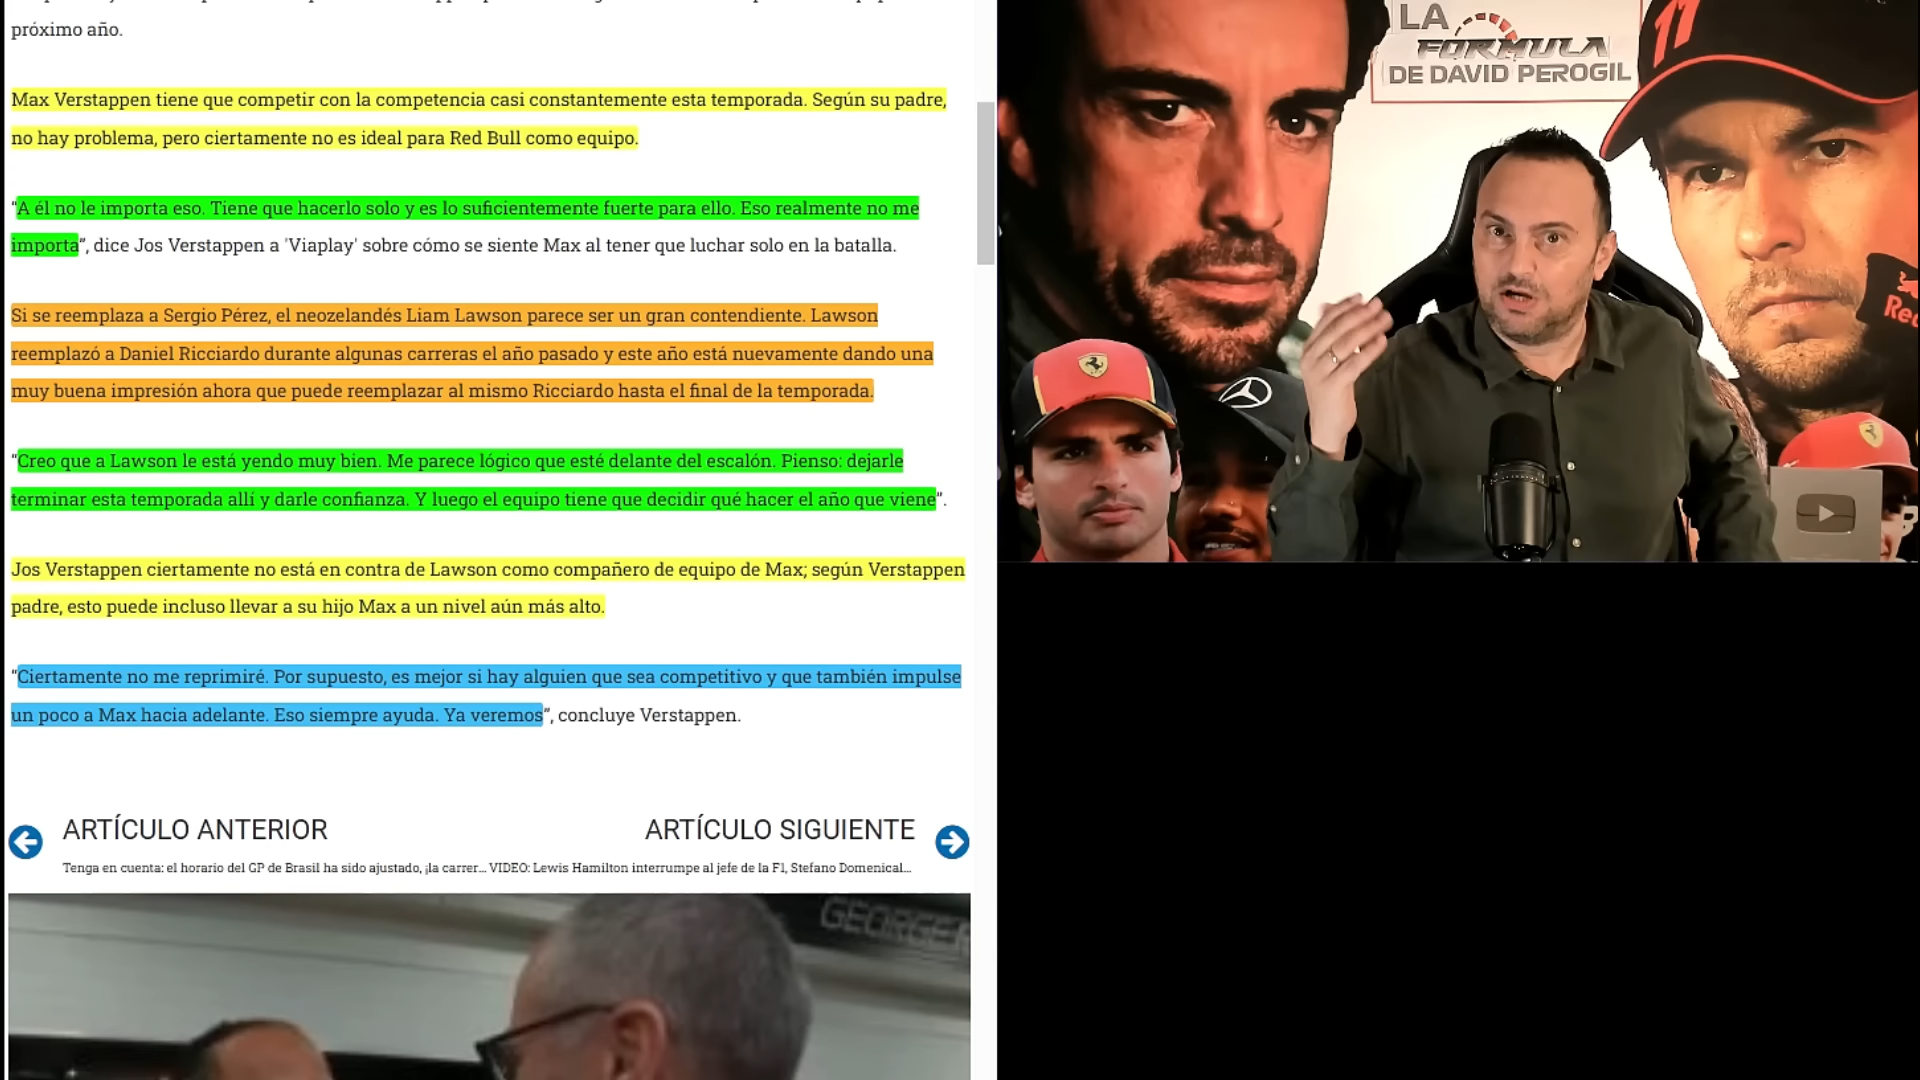 próximo año.
Max Verstappen tiene que competir con la competencia casi constantemente esta temporada. Según su padre,
no hay problema, pero ciertamente no es ideal para Red Bull como equipo.
“A él no le importa eso. Tiene que hacerlo solo y es lo suficientemente fuerte para ello. Eso realmente no me
importa”, dice Jos Verstappen a 'Viaplay' sobre cómo se siente Max al tener que luchar solo en la batalla.
Si se reemplaza a Sergio Pérez, el neozelandés Liam Lawson parece ser un gran contendiente. Lawson
reemplazó a Daniel Ricciardo durante algunas carreras el año pasado y este año está nuevamente dando una
muy buena impresión ahora que puede reemplazar al mismo Ricciardo hasta el final de la temporada.
“Creo que a Lawson le está yendo muy bien. Me parece lógico que esté delante del escalón. Pienso: dejarle
terminar esta temporada allí y darle confianza. Y luego el equipo tiene que decidir qué hacer el año que viene”.
Jos Verstappen ciertamente no está en contra de Lawson como compañero de equipo de Max; según Verstappen
padre, esto puede incluso llevar a su hijo Max a un nivel aún más alto.
“Ciertamente no me reprimiré. Por supuesto, es mejor si hay alguien que sea competitivo y que también impulse
un poco a Max hacia adelante. Eso siempre ayuda. Ya veremos”, concluye Verstappen.
ARTÍCULO ANTERIOR
ARTÍCULO SIGUIENTE
Tenga en cuenta: el horario del GP de Brasil ha sido ajustado, ¡la carrer...
VIDEO: Lewis Hamilton interrumpe al jefe de la F1, Stefano Domenical...
GEORGE
LA
FORMULA
DE DAVID PEROGIL
11
Red